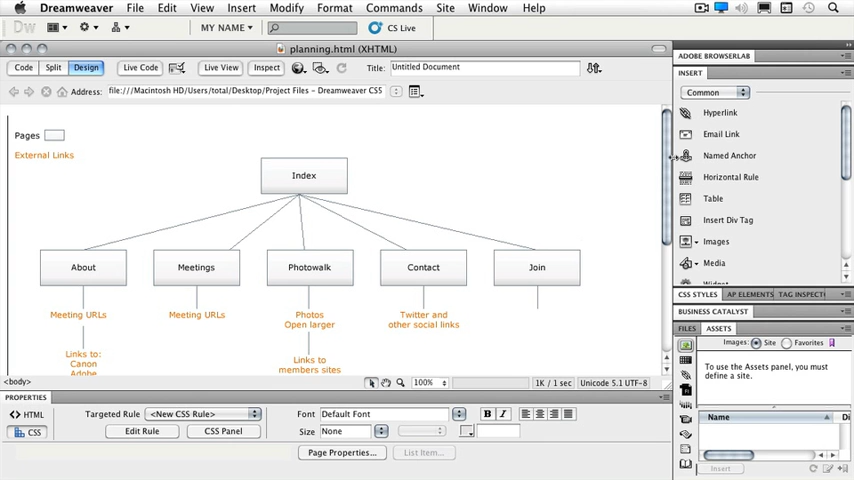 Dreamweaver File Edit View Insert Modify Format Commands Site Window Help
Dw MY NAME CS Live
planning.html (XHTML)
Code Split Design Live Code Live View Inspect Title: Untitled Document
Address: file:///Macintosh HD/Users/total/Desktop/Project Files – Dreamweaver CS5
Pages
External Links
Index
About Meetings Photowalk Contact Join
Meeting URLs
Meeting URLs
Photos
Open larger
Twitter and
other social links
Links to:
Canon
Adobe
Links to
members sites
<body> 100% 1K / 1 sec Unicode 5.1 UTF-8
PROPERTIES
HTML
CSS
Targeted Rule <New CSS Rule>
Edit Rule CSS Panel
Font Default Font B I
Size None
Page Properties... List Item...
ADOBE BROWSERLAB
INSERT
Common
Hyperlink
Email Link
Named Anchor
Horizontal Rule
Table
Insert Div Tag
Images
Media
CSS STYLES AP ELEMENTS TAG INSPECT
BUSINESS CATALYST
FILES ASSETS
Images: Site Favorites
To use the Assets panel, you must
define a site.
Name Di
Insert